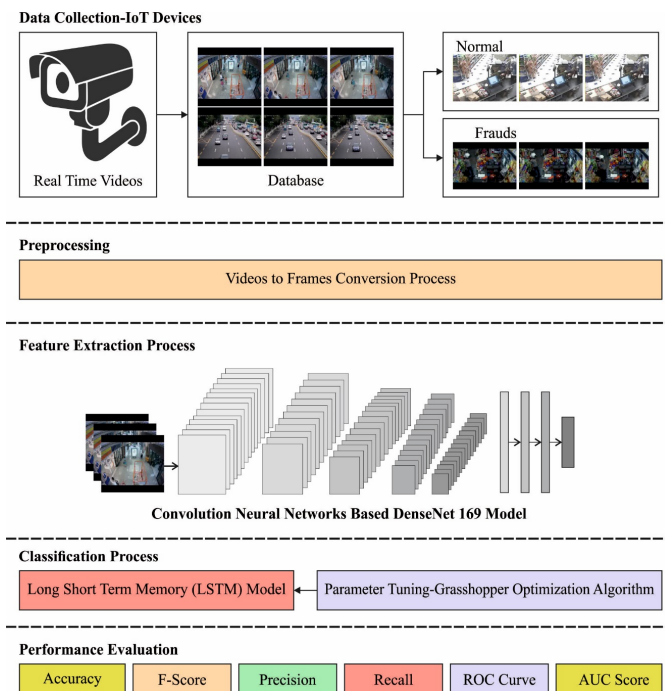 Data Collection-IoT Devices
Real Time Videos
Database
Normal
Frauds
Preprocessing
Videos to Frames Conversion Process
Feature Extraction Process
Convolution Neural Networks Based DenseNet 169 Model
Classification Process
Long Short Term Memory (LSTM) Model
Parameter Tuning-Grasshopper Optimization Algorithm
Performance Evaluation
Accuracy
F-Score
Precision
Recall
ROC Curve
AUC Score